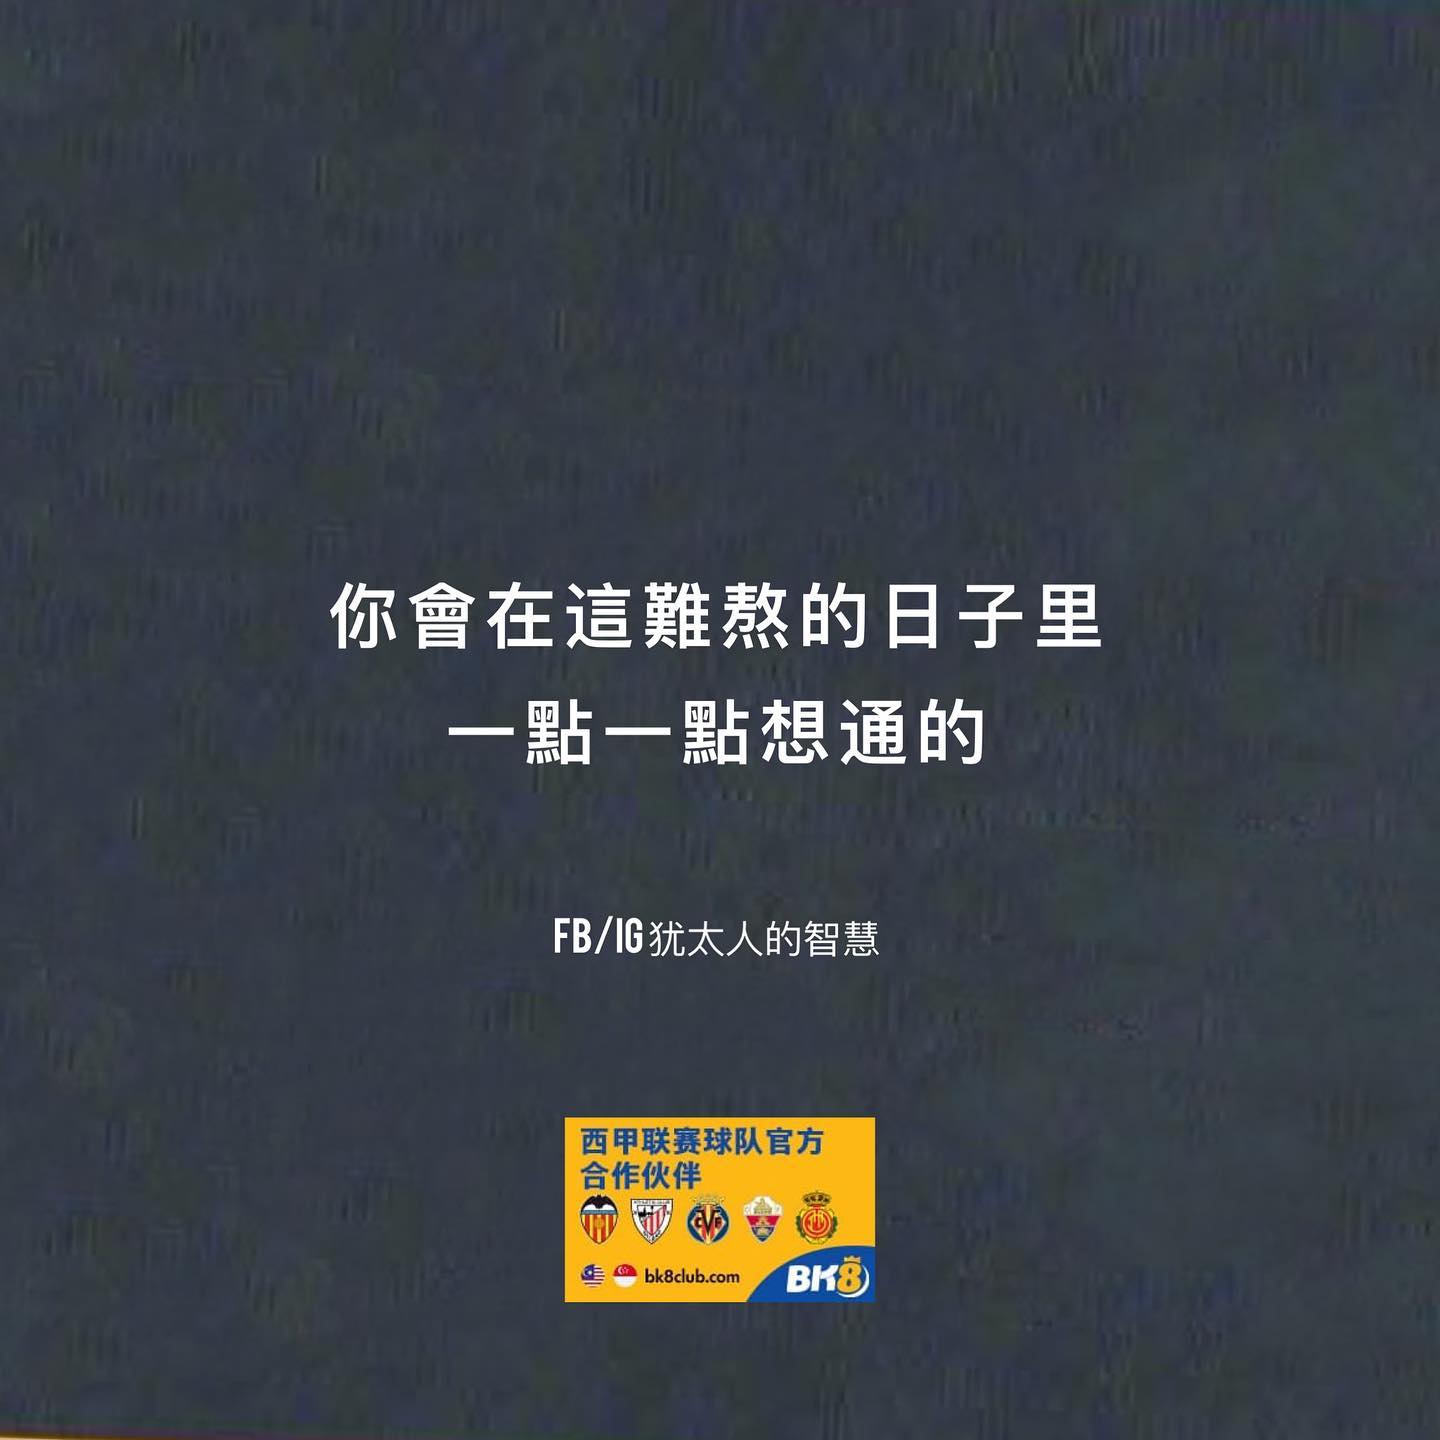 你會在這難熬的日子里
一點一點想通的
FB/IG犹太人的智慧
西甲联赛球队官方
合作伙伴
bk8club.com
BK8